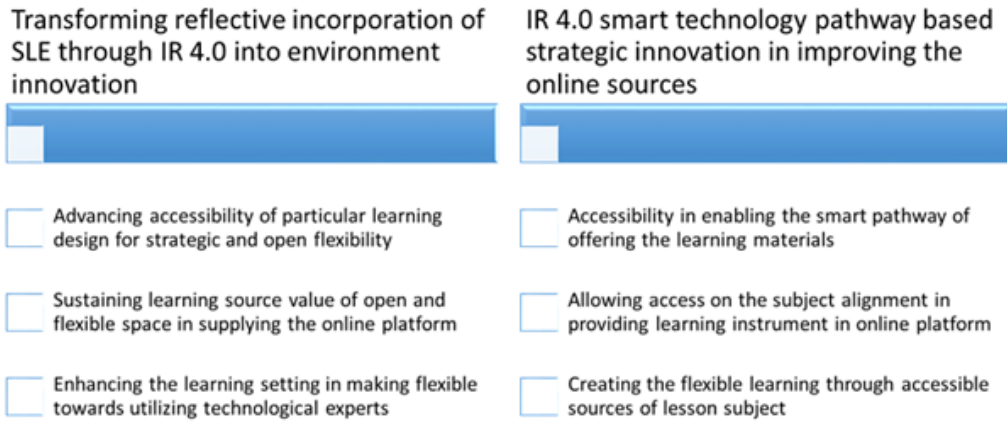 Transforming reflective incorporation of
SLE through IR 4.0 into environment
innovation
Advancing accessibility of particular learning
design for strategic and open flexibility
Sustaining learning source value of open and
flexible space in supplying the online platform
Enhancing the learning setting in making flexible
towards utilizing technological experts
IR 4.0 smart technology pathway based
strategic innovation in improving the
online sources
Accessibility in enabling the smart pathway of
offering the learning materials
Allowing access on the subject alignment in
providing learning instrument in online platform
Creating the flexible learning through accessible
sources of lesson subject